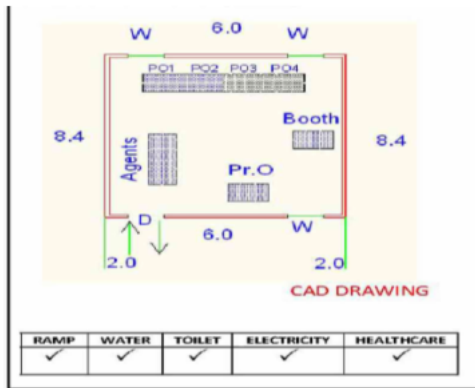 6.0
W W
PO1 PO2 PO3 PO4
Booth
8.4 8.4
Agents
Pr.O
D W
6.0
2.0 2.0
CAD DRAWING
RAMP WATER TOILET ELECTRICITY HEALTHCARE
✓ ✓ ✓ ✓ ✓